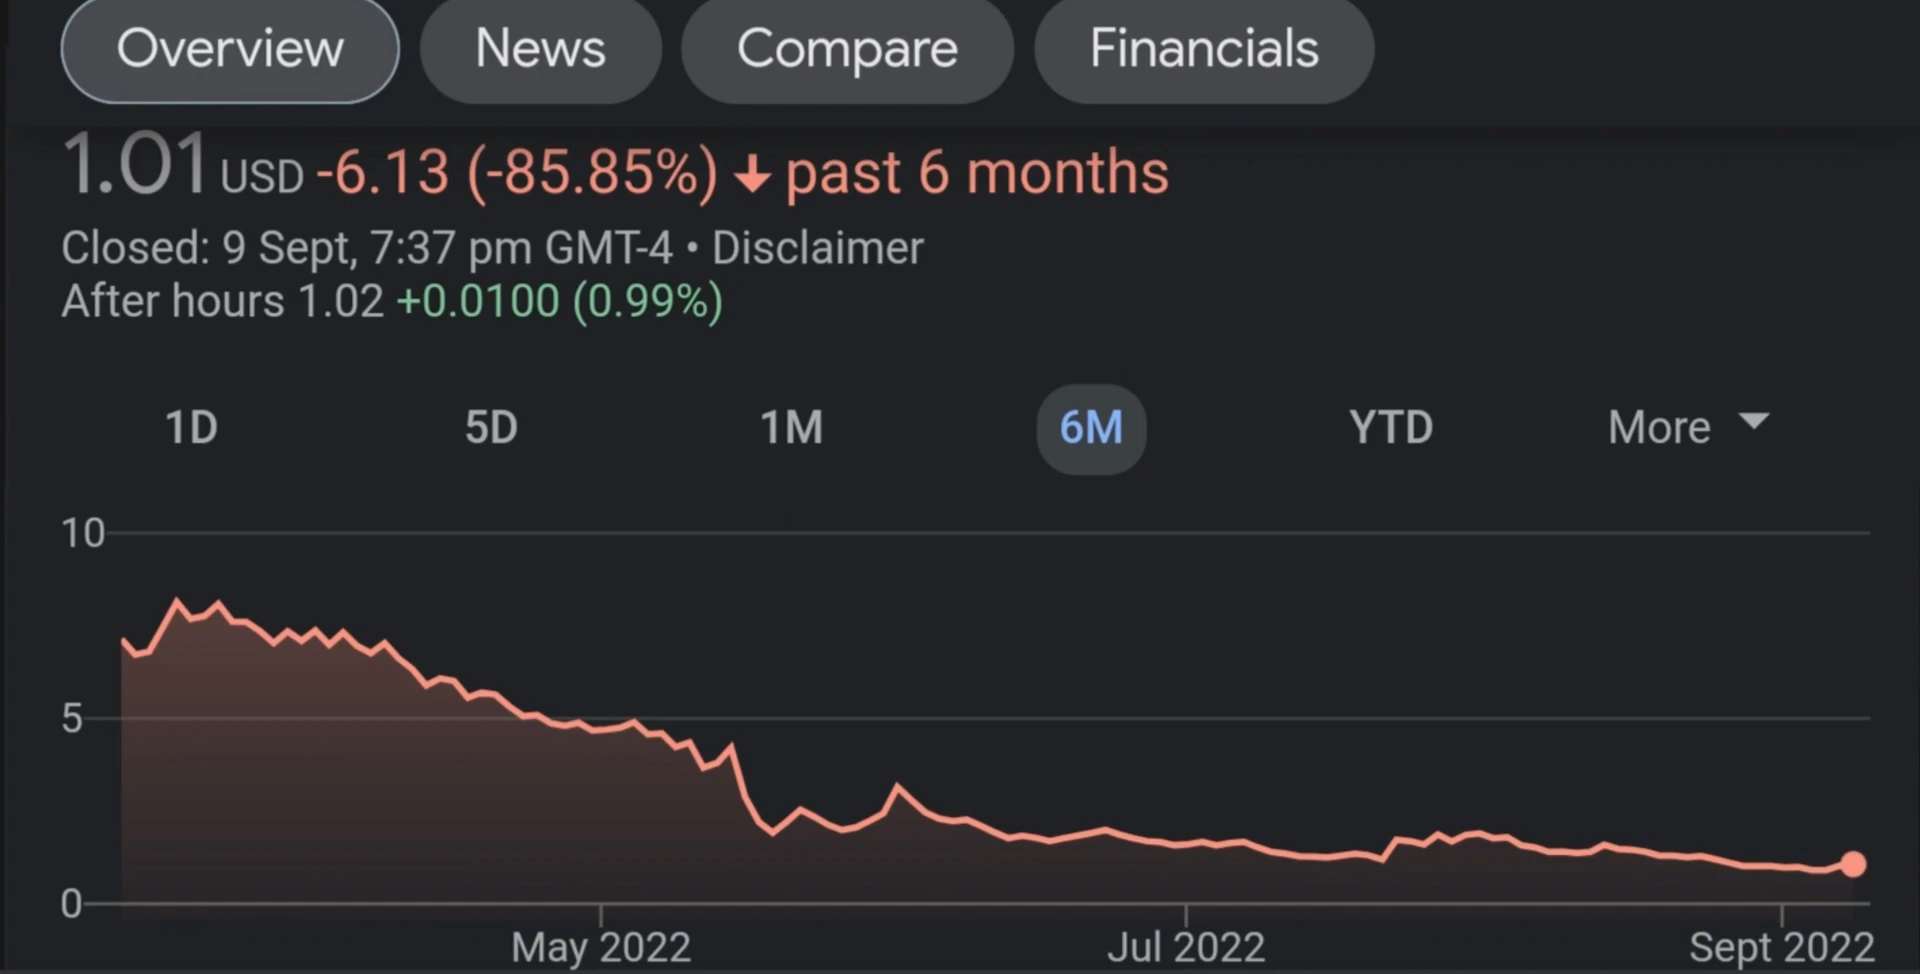 Overview News Compare Financials
1.01 USD -6.13 (-85.85%) ↓ past 6 months
Closed: 9 Sept, 7:37 pm GMT-4 • Disclaimer
After hours 1.02 +0.0100 (0.99%)
1D 5D 1M 6M YTD More
10
5
0
May 2022 Jul 2022 Sept 2022